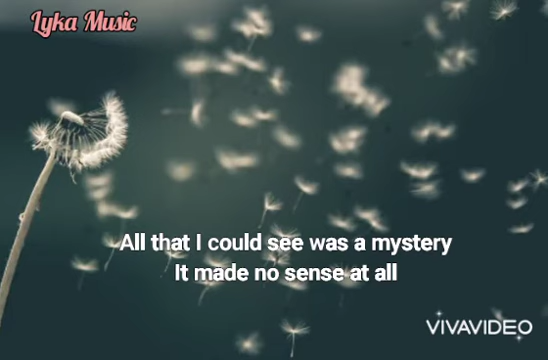 Lyka Music
All that I could see was a mystery
It made no sense at all
VIVAVIDEO